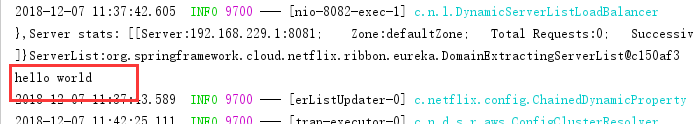 2018-12-07 11:37:42.605  INFO 9700 --- [nio-8082-exec-1] c.n.l.DynamicServerListLoadBalancer
},Server stats: [[Server:192.168.229.1:8081;   Zone:defaultZone;   Total Requests:0;   Successiv
]}ServerList:org.springframework.cloud.netflix.ribbon.eureka.DomainExtractingServerList@c150af3
hello world
2018-12-07 11:37:43.589  INFO 9700 --- [erListUpdater-0] c.netflix.config.ChainedDynamicProperty
2018-12-07 11:42:25.111  INFO 9700 --- [trap-executor-0] c.n.d.s.r.aws.ConfigClusterResolver